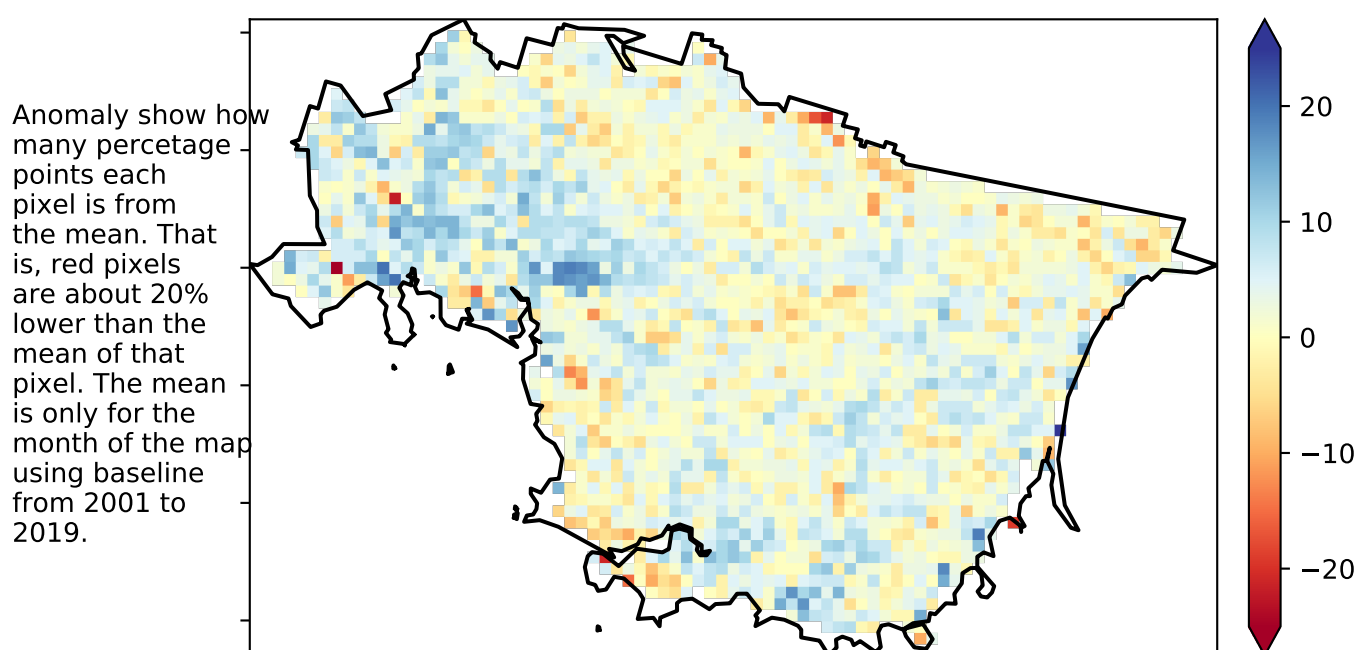 Anomaly show how
many percetage
points each
pixel is from
the mean. That
is, red pixels
are about 20%
lower than the
mean of that
pixel. The mean
is only for the
month of the map
using baseline
from 2001 to
2019.
20
10
0
−10
−20